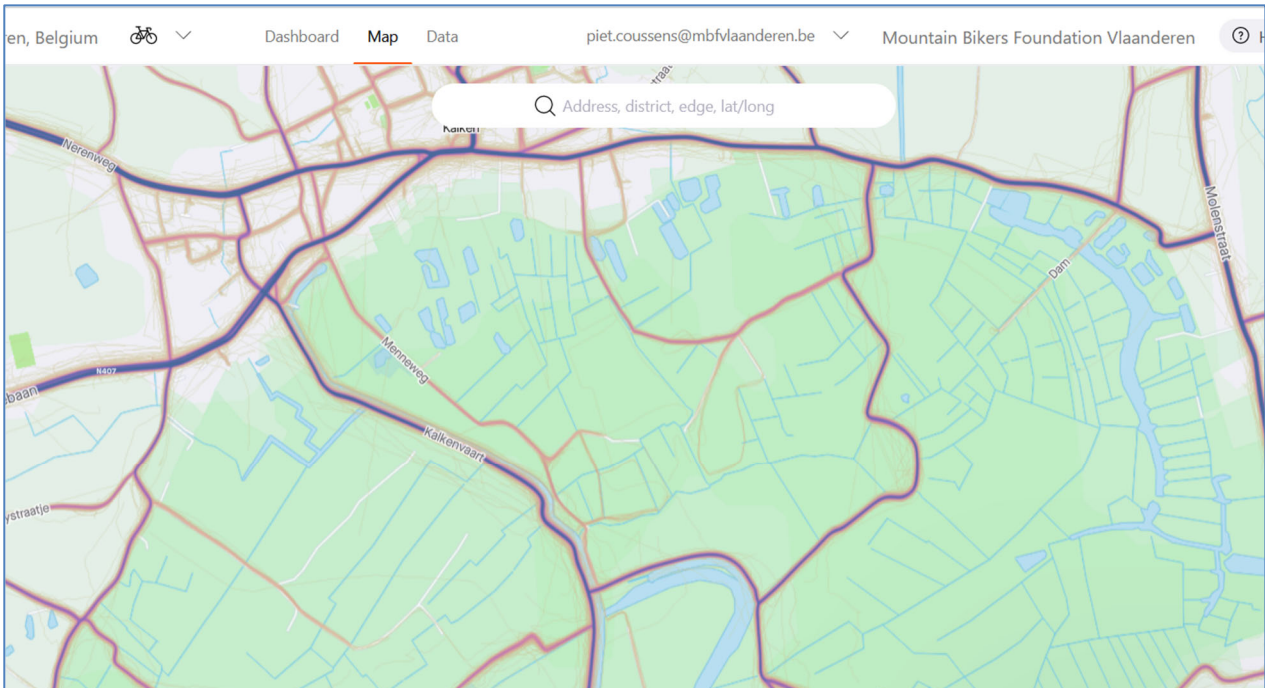 ren, Belgium
Dashboard
Map
Data
piet.coussens@mbfvlaanderen.be
Mountain Bikers Foundation Vlaanderen
H
Address, district, edge, lat/long
straat
Kalken
Nerenweg
Molenstraat
Dam
Menneweg
N407
baan
Kalkenvaart
ystraatje